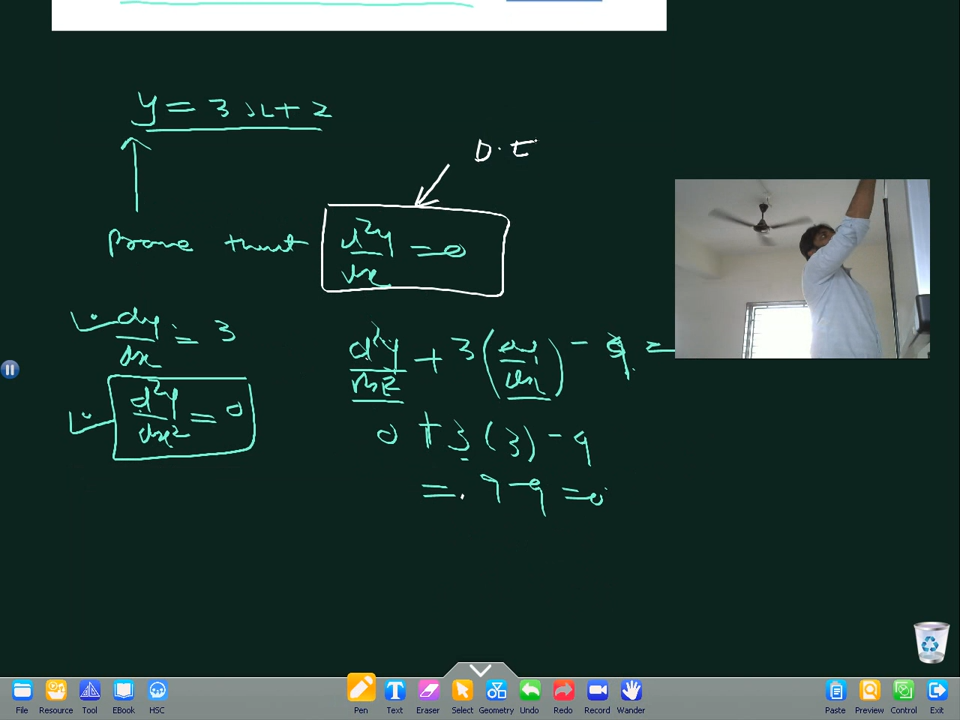 y = 3x + 2
D.E
Prove that d²y/dx = 0
dy/dx = 3
d²y/dx² = 0
d²y/dx² + 3(dy/dx) - 9 =
0 + 3(3) - 9
= 9 - 9 = 0
File Resource Tool EBook HSC Pen Text Eraser Select Geometry Undo Redo Record Wander Paste Preview Control Exit